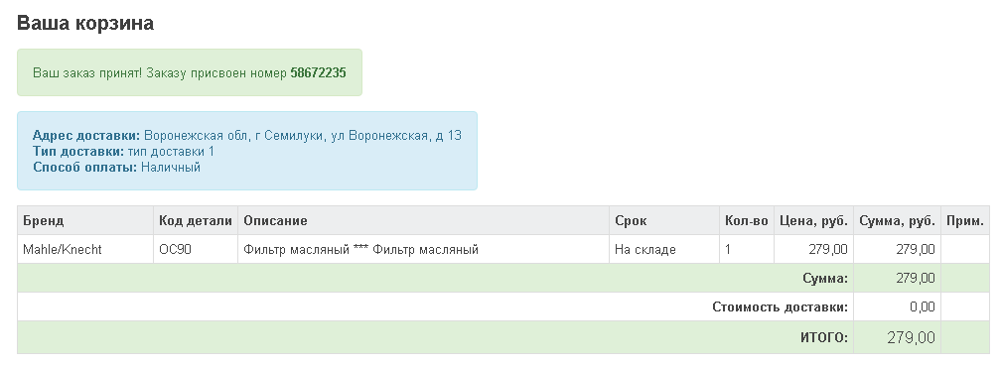 Ваша корзина
Ваш заказ принят! Заказу присвоен номер 58672235
Адрес доставки: Воронежская обл, г Семилуки, ул Воронежская, д 13
Тип доставки: тип доставки 1
Способ оплаты: Наличный
Бренд Код детали Описание Срок Кол-во Цена, руб. Сумма, руб. Прим.
Mahle/Knecht OC90 Фильтр масляный *** Фильтр масляный На складе 1 279,00 279,00
Сумма: 279,00
Стоимость доставки: 0,00
ИТОГО: 279,00